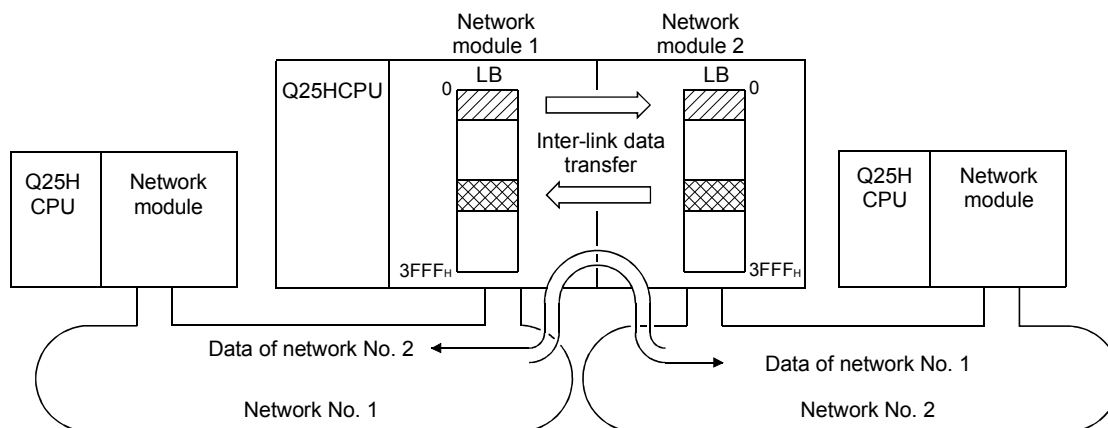 Network
module 1
Network
module 2
LB
LB
0
0
Q25HCPU
Inter-link data
transfer
Q25H
CPU
Network
module
Q25H
CPU
Network
module
3FFFH
3FFFH
Data of network No. 2
Data of network No. 1
Network No. 1
Network No. 2